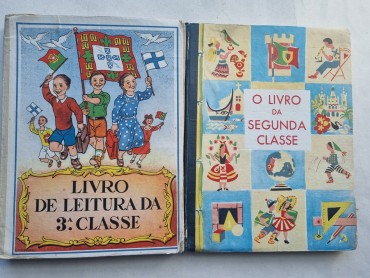 LIVRO
DE LEITURA DA
3.ª CLASSE
O LIVRO
DA
SEGUNDA
CLASSE